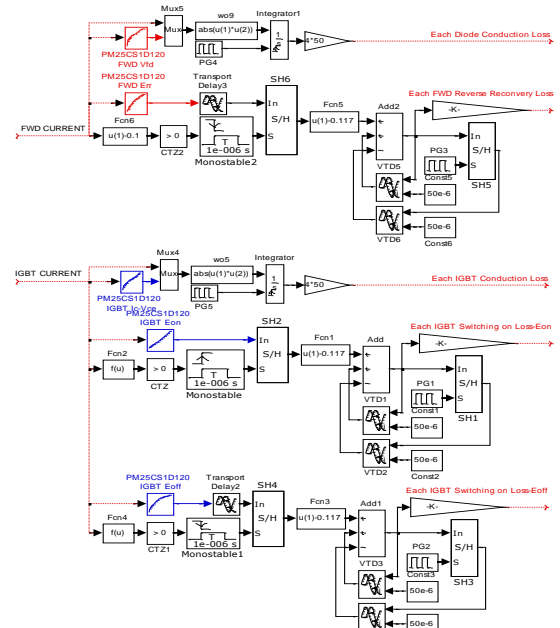 Mux5
wo9
Integrator1
Mux
abs(u(1)*u(2))
1
s
4*50
Each Diode Conduction Loss
PG4
PM25CS1D120
FWD Vfd
PM25CS1D120
FWD Err
Transport
Delay3
SH6
Each FWD Reverse Reconvery Loss
-K-
In
S/H
S
Fcn5
u(1)-0.117
Add2
FWD CURRENT
Fcn6
u(1)-0.1
> 0
CTZ2
T
1e-006 s
Monostable2
PG3
In
S/H
S
SH5
VTD5
Const5
50e-6
VTD6
50e-6
Const6
IGBT CURRENT
Mux4
wo5
Integrator
Mux
abs(u(1)*u(2))
1
s
4*50
Each IGBT Conduction Loss
PG5
PM25CS1D120
IGBT Ic-Vce
PM25CS1D120
IGBT Eon
SH2
Each IGBT Switching on Loss-Eon
-K-
In
S/H
S
Fcn1
u(1)-0.117
Add
Fcn2
f(u)
> 0
CTZ
T
1e-006 s
Monostable
PG1
In
S/H
S
SH1
VTD1
Const1
50e-6
VTD2
50e-6
Const2
PM25CS1D120
IGBT Eoff
Transport
Delay2
SH4
Each IGBT Switching on Loss-Eoff
-K-
In
S/H
S
Fcn3
u(1)-0.117
Add1
Fcn4
f(u)
> 0
CTZ1
T
1e-006 s
Monostable1
PG2
In
S/H
S
SH3
VTD3
Const3
50e-6
50e-6